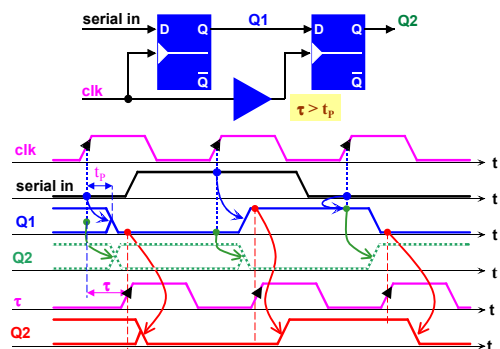 serial in D Q Q1 D Q Q2
Q̅ Q̅
clk
τ > tP
clk t
serial in tP t
Q1 t
Q2 t
τ τ t
Q2 t